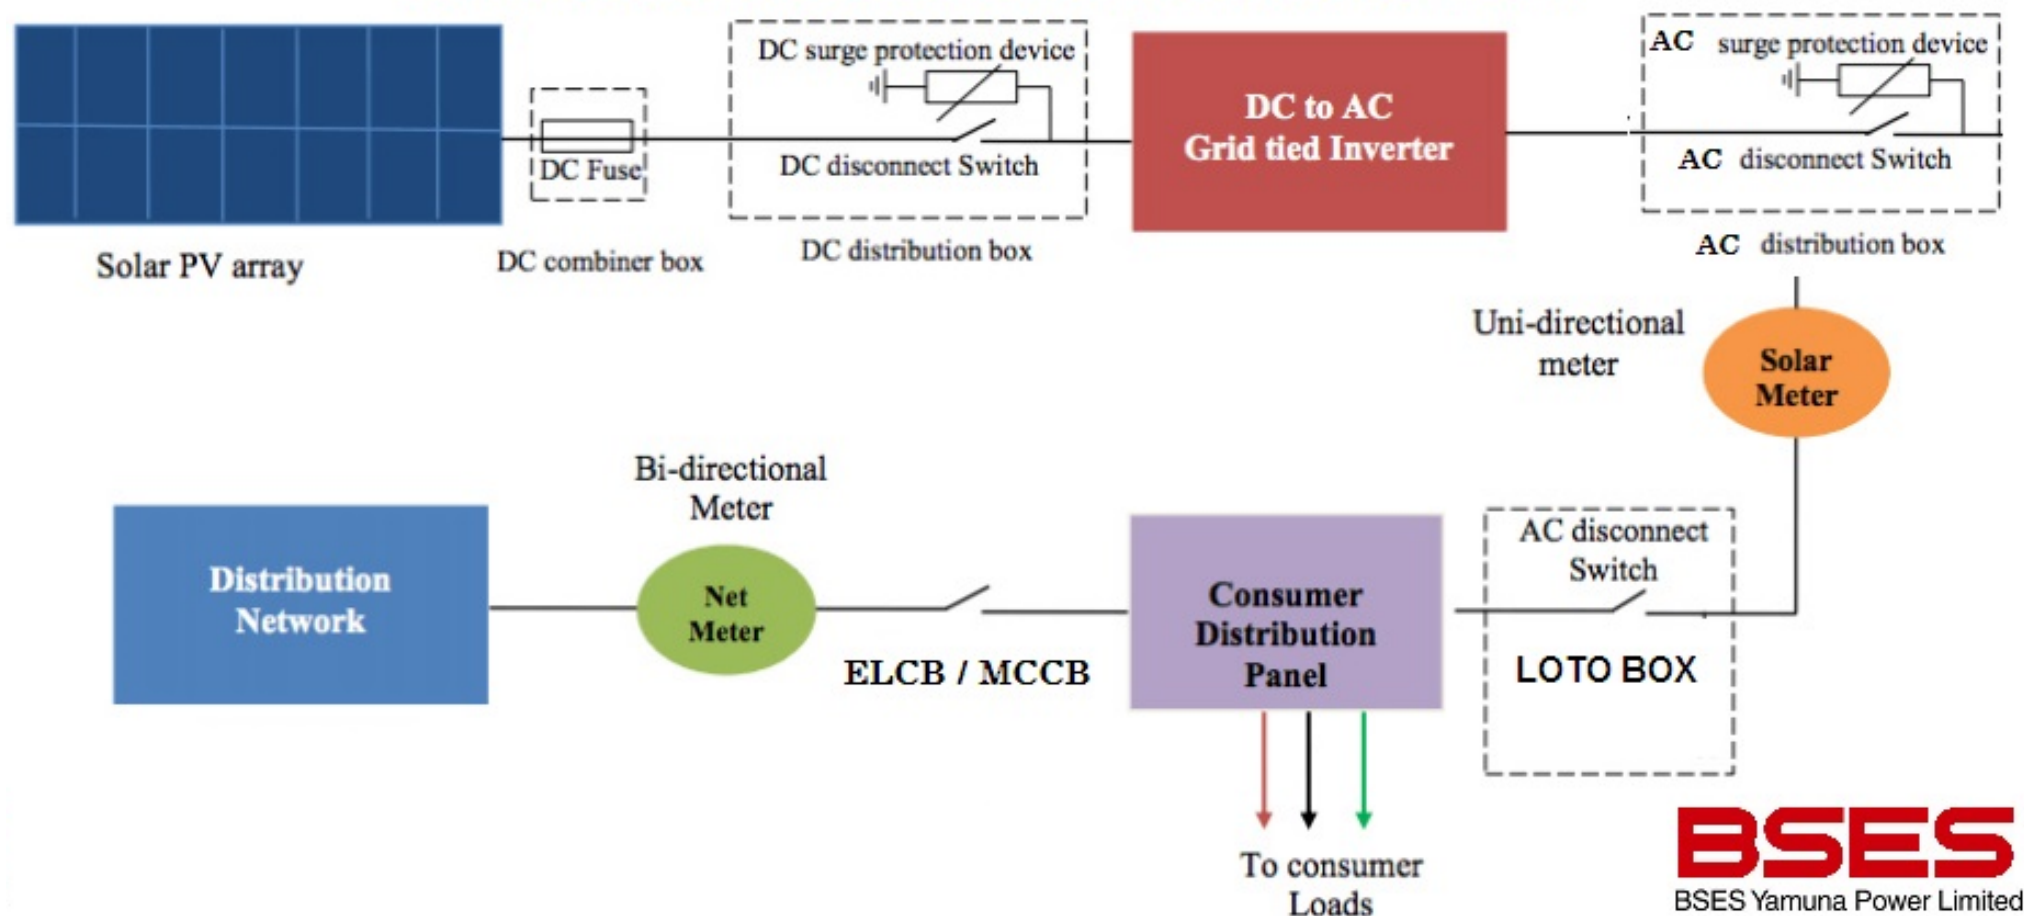 DC surge protection device
DC Fuse
DC disconnect Switch
DC to AC
Grid tied Inverter
AC surge protection device
AC disconnect Switch
Solar PV array
DC combiner box
DC distribution box
AC distribution box
Uni-directional
meter
Solar
Meter
Bi-directional
Meter
Distribution
Network
Net
Meter
ELCB / MCCB
Consumer
Distribution
Panel
AC disconnect
Switch
LOTO BOX
To consumer
Loads
BSES
BSES Yamuna Power Limited